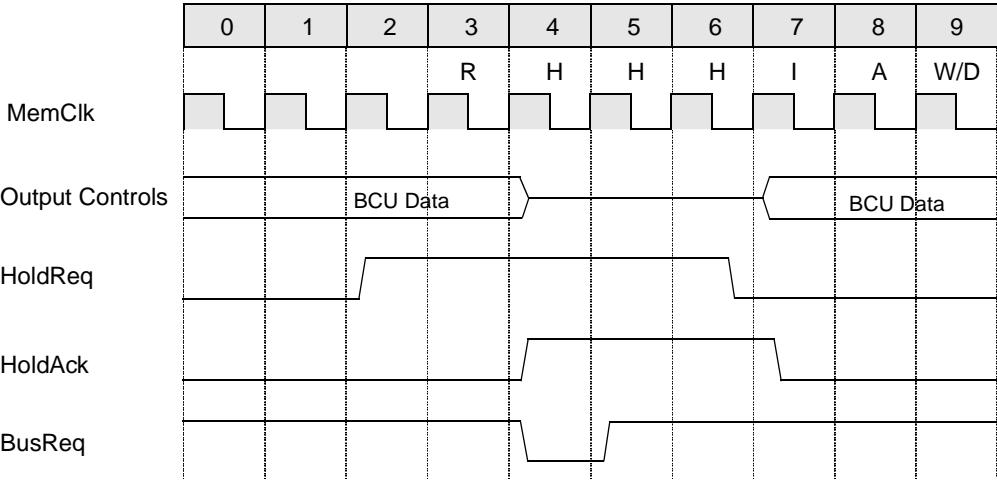 0 1 2 3 4 5 6 7 8 9
R H H H I A W/D
MemClk
Output Controls BCU Data BCU Data
HoldReq
HoldAck
BusReq